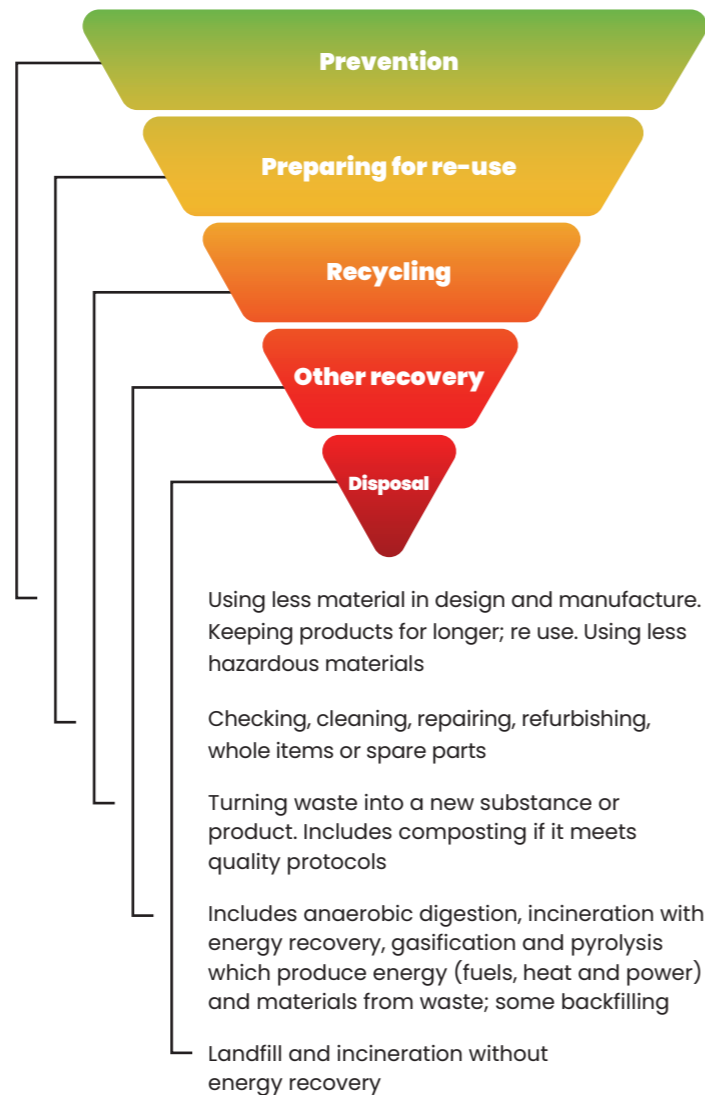 Prevention
Preparing for re-use
Recycling
Other recovery
Disposal
Using less material in design and manufacture.
Keeping products for longer; re use. Using less
hazardous materials
Checking, cleaning, repairing, refurbishing,
whole items or spare parts
Turning waste into a new substance or
product. Includes composting if it meets
quality protocols
Includes anaerobic digestion, incineration with
energy recovery, gasification and pyrolysis
which produce energy (fuels, heat and power)
and materials from waste; some backfilling
Landfill and incineration without
energy recovery